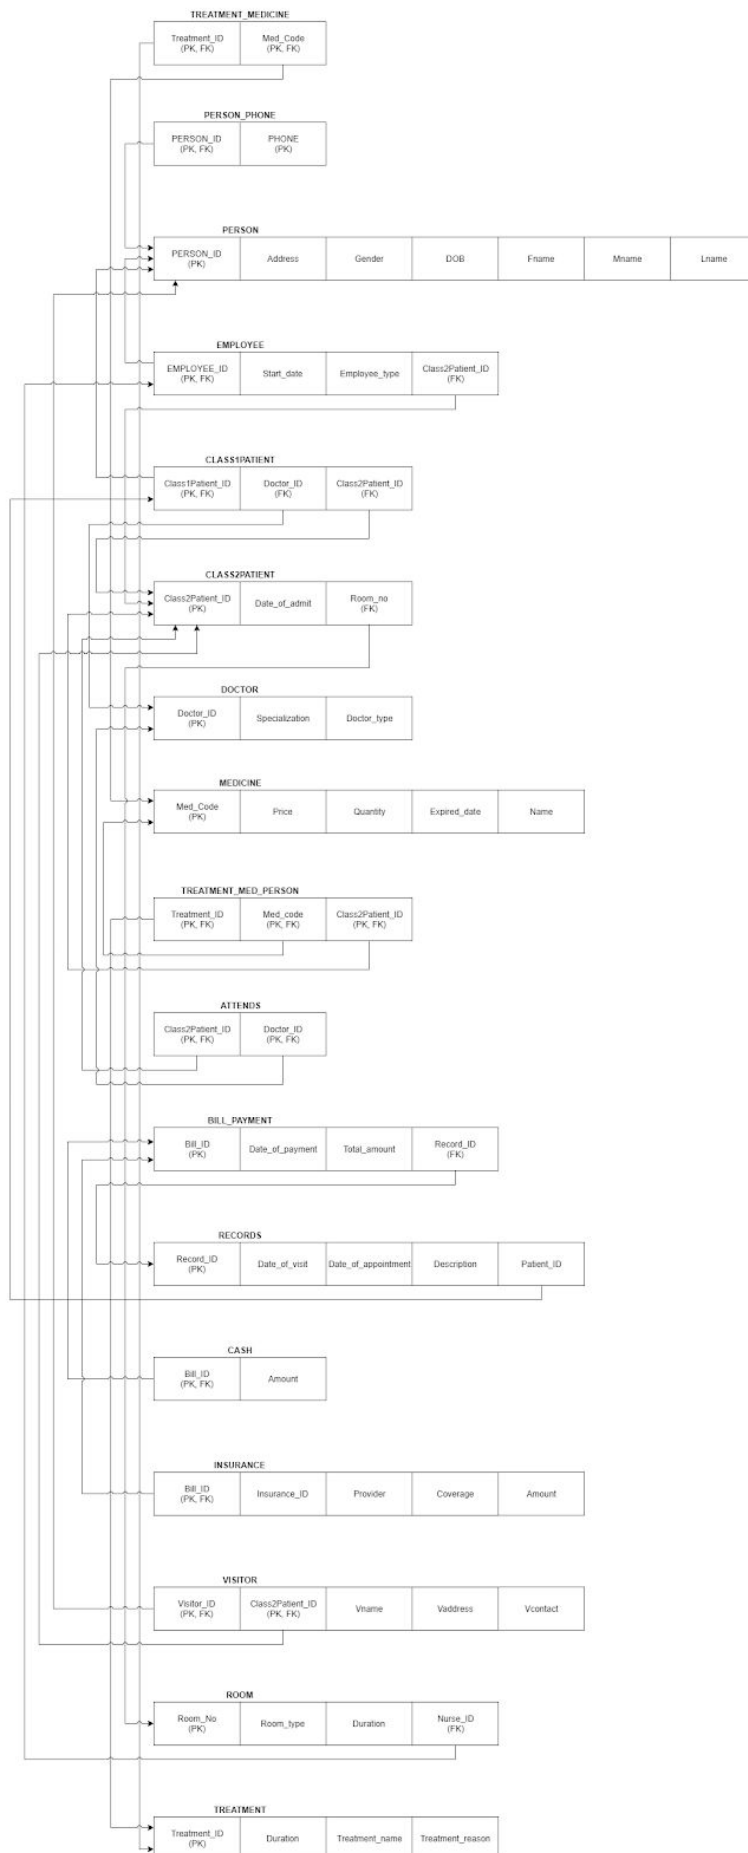 TREATMENT_MEDICINE
Treatment_ID Med_Code
(PK, FK) (PK, FK)
PERSON_PHONE
PERSON_ID PHONE
(PK, FK) (PK)
PERSON
PERSON_ID Address Gender DOB Fname Mname Lname
(PK)
EMPLOYEE
EMPLOYEE_ID Start_date Employee_type Class2Patient_ID
(PK, FK) (FK)
CLASS1PATIENT
Class1Patient_ID Doctor_ID Class2Patient_ID
(PK, FK) (FK) (FK)
CLASS2PATIENT
Class2Patient_ID Date_of_admit Room_no
(PK) (FK)
DOCTOR
Doctor_ID Specialization Doctor_type
(PK)
MEDICINE
Med_Code Price Quantity Expired_date Name
(PK)
TREATMENT_MED_PERSON
Treatment_ID Med_code Class2Patient_ID
(PK, FK) (PK, FK) (PK, FK)
ATTENDS
Class2Patient_ID Doctor_ID
(PK, FK) (PK, FK)
BILL_PAYMENT
Bill_ID Date_of_payment Total_amount Record_ID
(PK) (FK)
RECORDS
Record_ID Date_of_visit Date_of_appointment Description Patient_ID
(PK)
CASH
Bill_ID Amount
(PK, FK)
INSURANCE
Bill_ID Insurance_ID Provider Coverage Amount
(PK, FK)
VISITOR
Visitor_ID Class2Patient_ID Vname Vaddress Vcontact
(PK, FK) (PK, FK)
ROOM
Room_No Room_type Duration Nurse_ID
(PK) (FK)
TREATMENT
Treatment_ID Duration Treatment_name Treatment_reason
(PK)